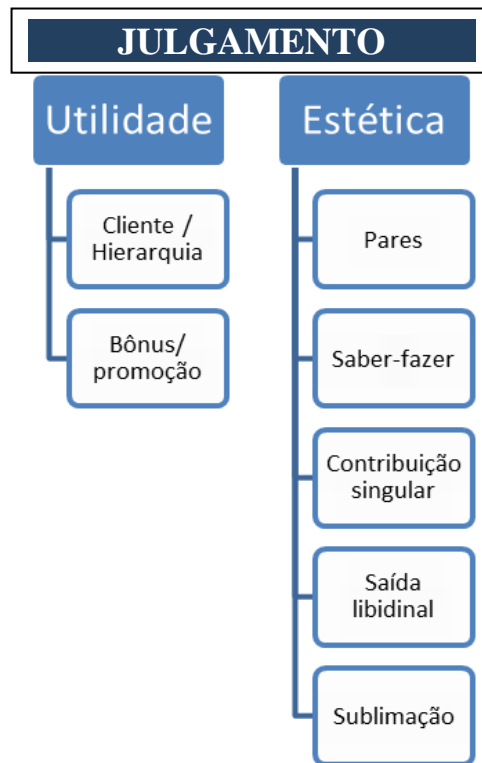 JULGAMENTO
Utilidade
Cliente /
Hierarquia
Bônus/
promoção
Estética
Pares
Saber-fazer
Contribuição
singular
Saída
libidinal
Sublimação